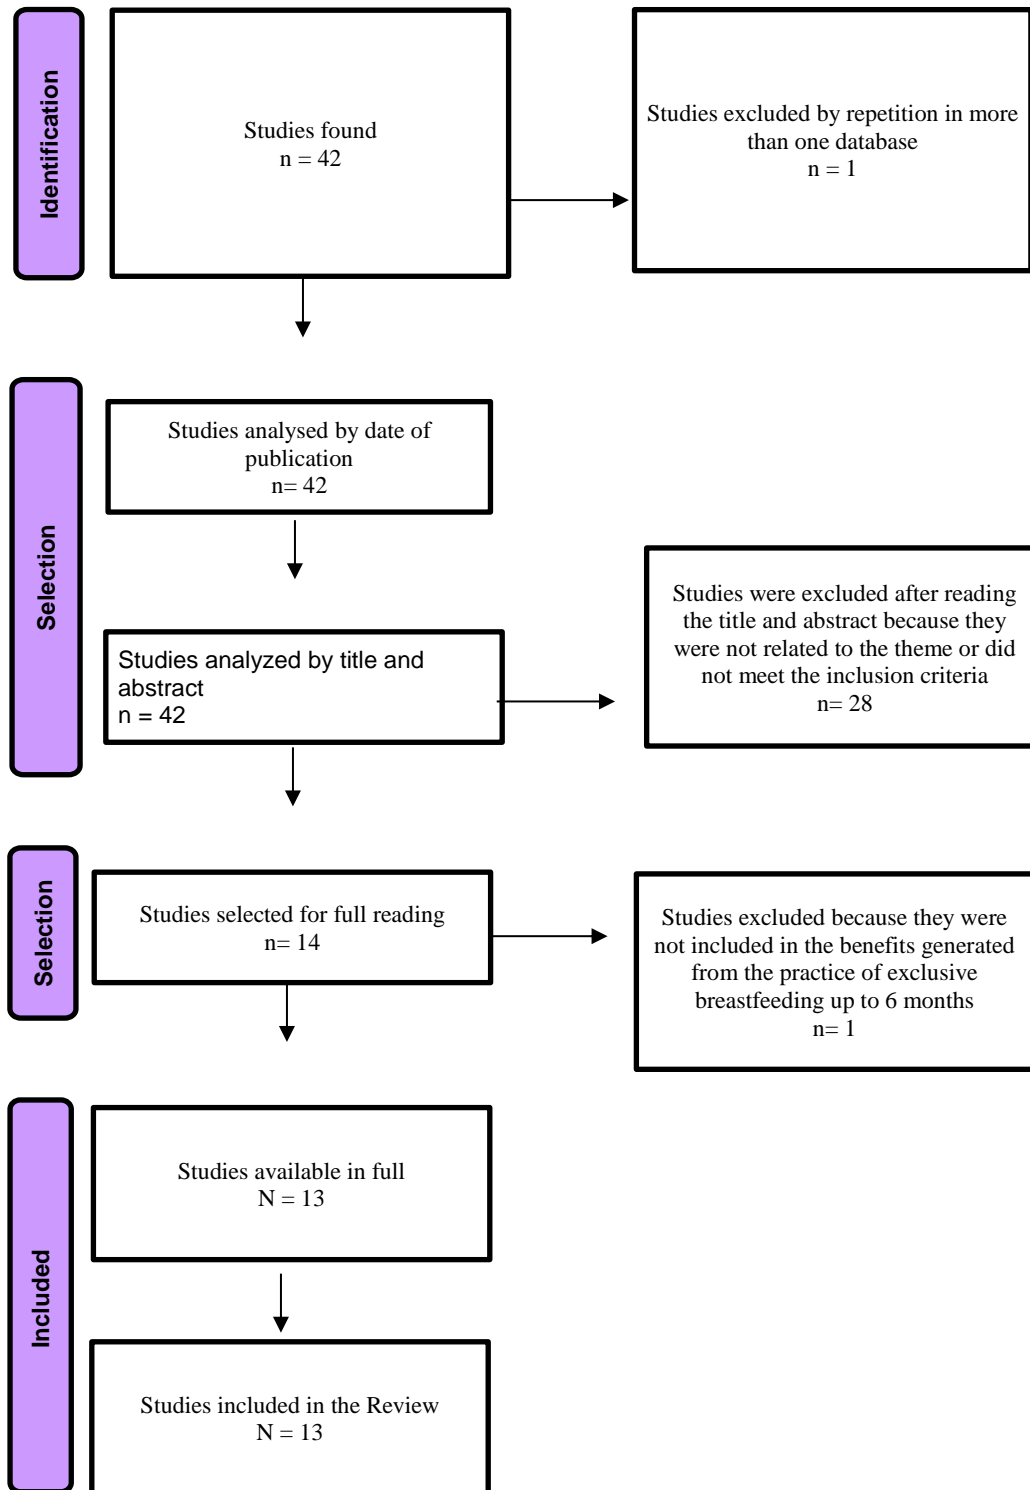 Identification
Studies found
n = 42
Studies excluded by repetition in more
than one database
n = 1
Selection
Studies analysed by date of
publication
n= 42
Studies analyzed by title and
abstract
n = 42
Studies were excluded after reading
the title and abstract because they
were not related to the theme or did
not meet the inclusion criteria
n= 28
Selection
Studies selected for full reading
n= 14
Studies excluded because they were
not included in the benefits generated
from the practice of exclusive
breastfeeding up to 6 months
n= 1
Included
Studies available in full
N = 13
Studies included in the Review
N = 13